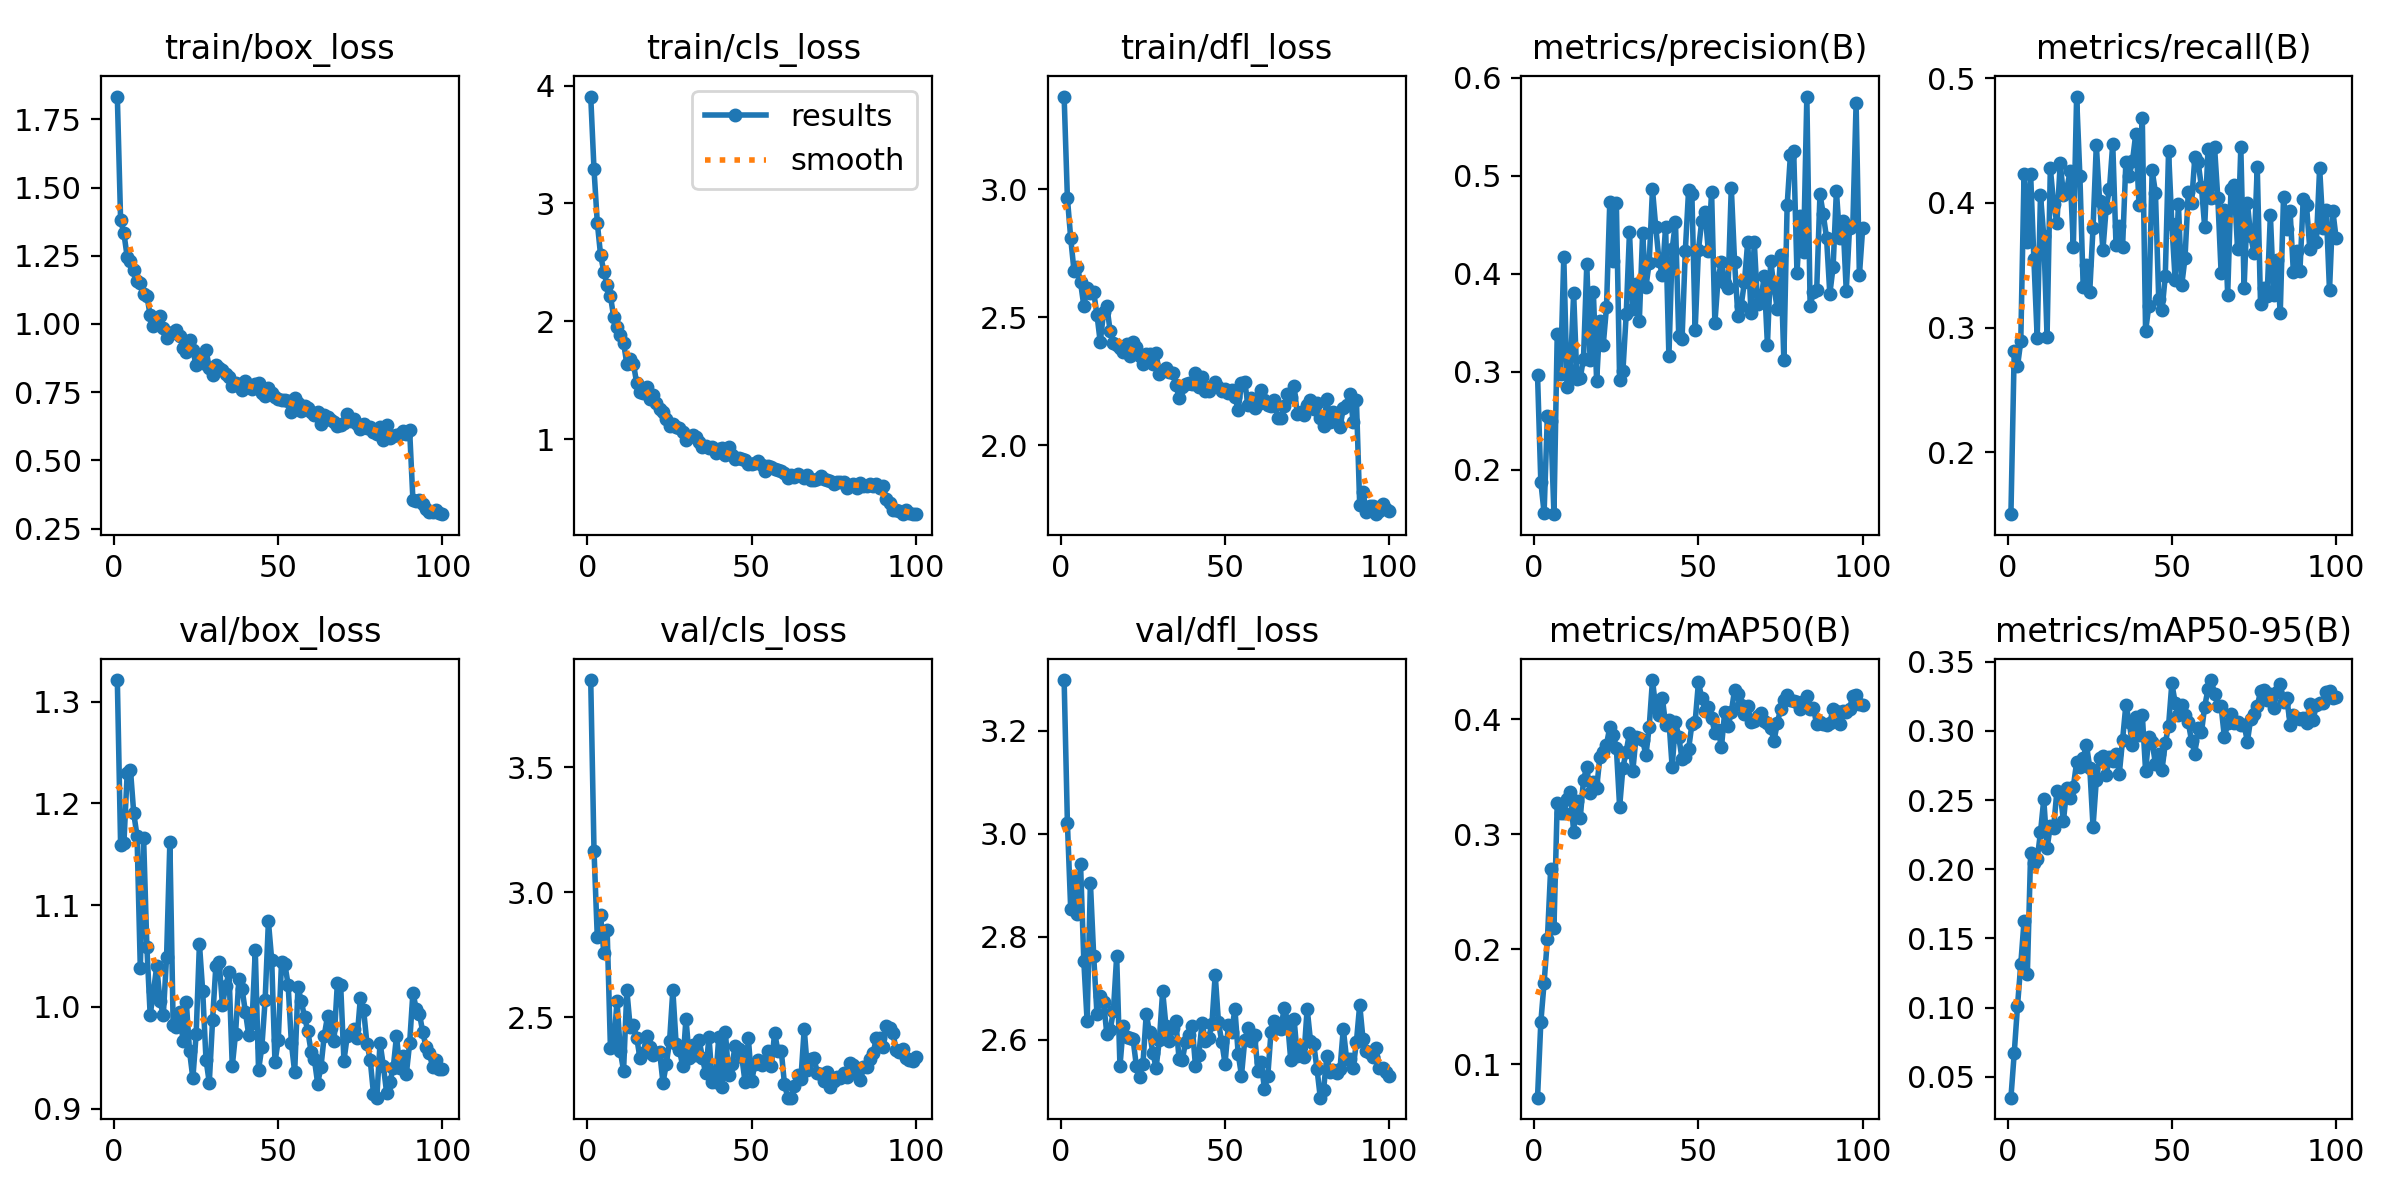 train/box_loss
1.75
1.50
1.25
1.00
0.75
0.50
0.25
0 50 100
train/cls_loss
results
smooth
4
3
2
1
0 50 100
train/dfl_loss
3.0
2.5
2.0
0 50 100
metrics/precision(B)
0.6
0.5
0.4
0.3
0.2
0 50 100
metrics/recall(B)
0.5
0.4
0.3
0.2
0 50 100
val/box_loss
1.3
1.2
1.1
1.0
0.9
0 50 100
val/cls_loss
3.5
3.0
2.5
0 50 100
val/dfl_loss
3.2
3.0
2.8
2.6
0 50 100
metrics/mAP50(B)
0.4
0.3
0.2
0.1
0 50 100
metrics/mAP50-95(B)
0.35
0.30
0.25
0.20
0.15
0.10
0.05
0 50 100